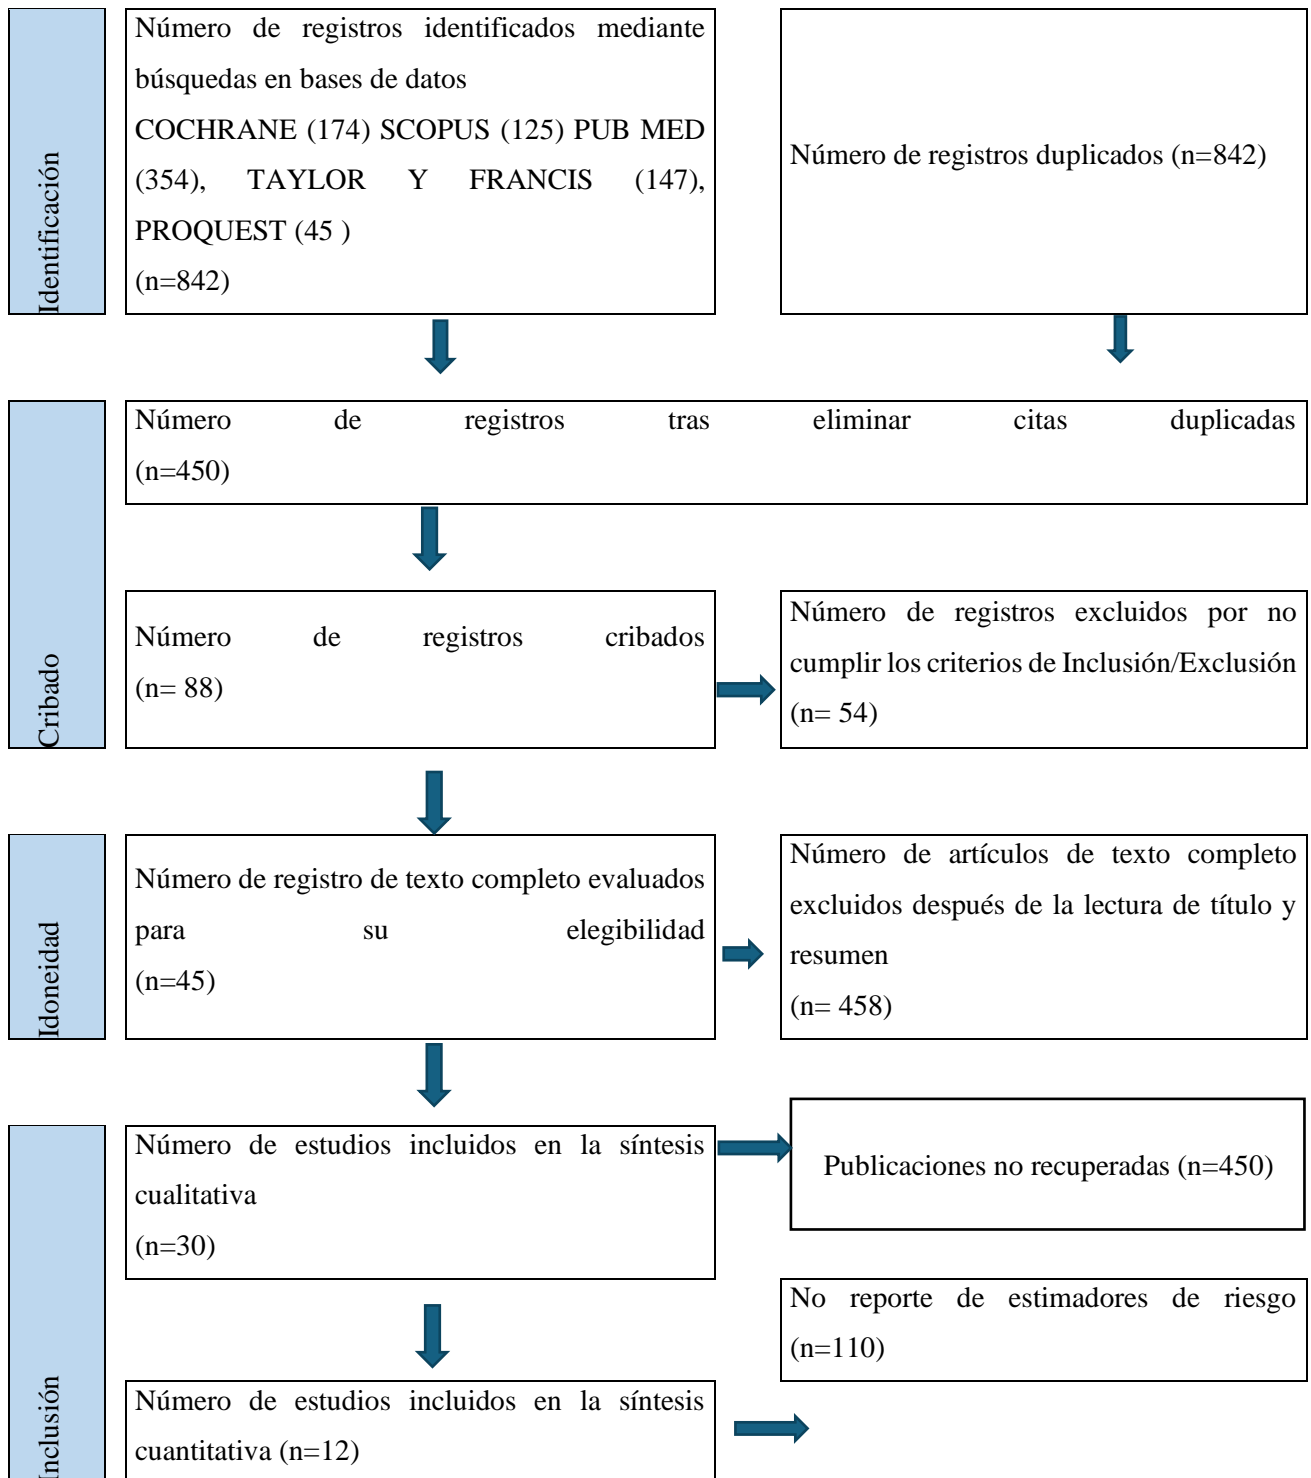 Identificación
Número de registros identificados mediante
búsquedas en bases de datos
COCHRANE (174) SCOPUS (125) PUB MED
(354), TAYLOR Y FRANCIS (147),
PROQUEST (45 )
(n=842)
Número de registros duplicados (n=842)
Cribado
Número de registros tras eliminar citas duplicadas
(n=450)
Número de registros cribados
(n= 88)
Número de registros excluidos por no
cumplir los criterios de Inclusión/Exclusión
(n= 54)
Idoneidad
Número de registro de texto completo evaluados
para su elegibilidad
(n=45)
Número de artículos de texto completo
excluidos después de la lectura de título y
resumen
(n= 458)
Inclusión
Número de estudios incluidos en la síntesis
cualitativa
(n=30)
Publicaciones no recuperadas (n=450)
No reporte de estimadores de riesgo
(n=110)
Número de estudios incluidos en la síntesis
cuantitativa (n=12)